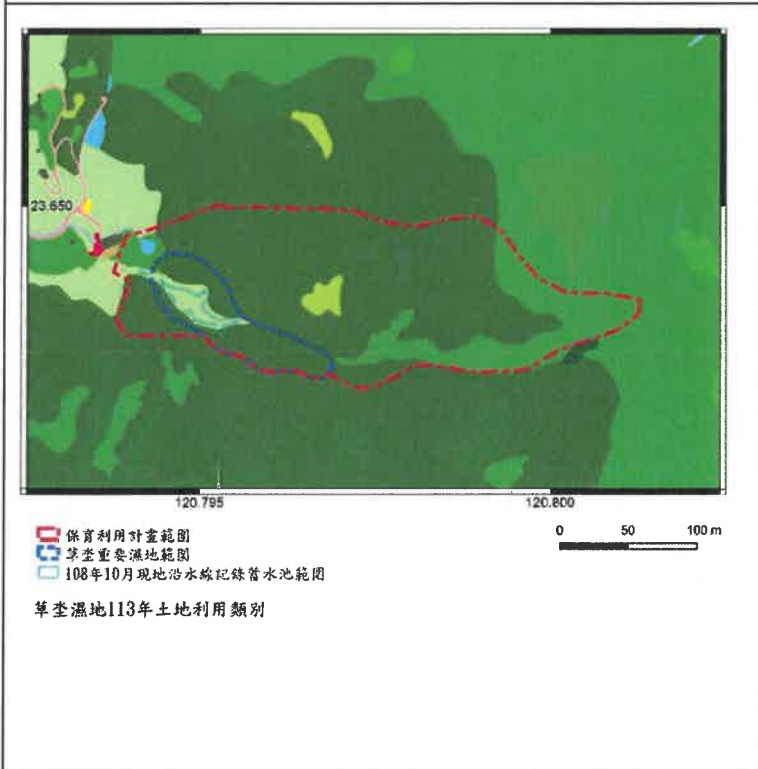 23.650
120.795
120.800
保育利用計畫範圍
草埊重要濕地範圍
108年10月現地沿水線記錄蓄水池範圍
0 50 100 m
草埊濕地113年土地利用類別